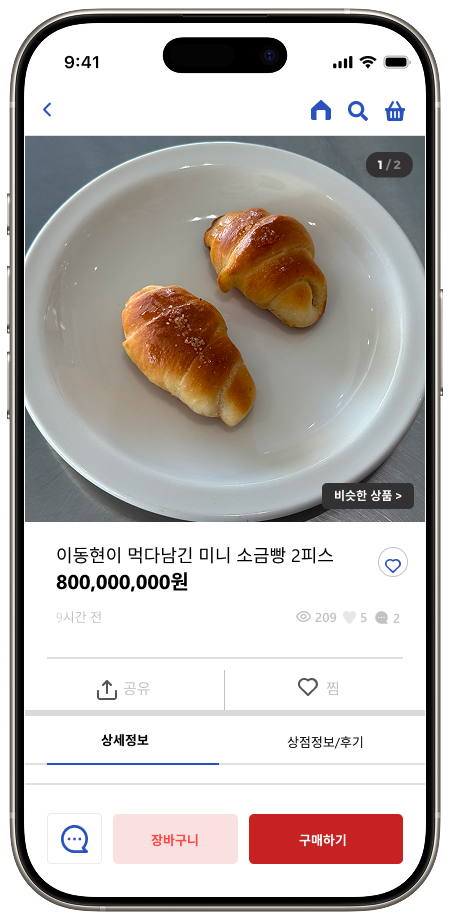 9:41
1 / 2
비슷한 상품 >
이동현이 먹다남긴 미니 소금빵 2피스
800,000,000원
9시간 전 209 5 2
공유 찜
상세정보 상점정보/후기
장바구니 구매하기